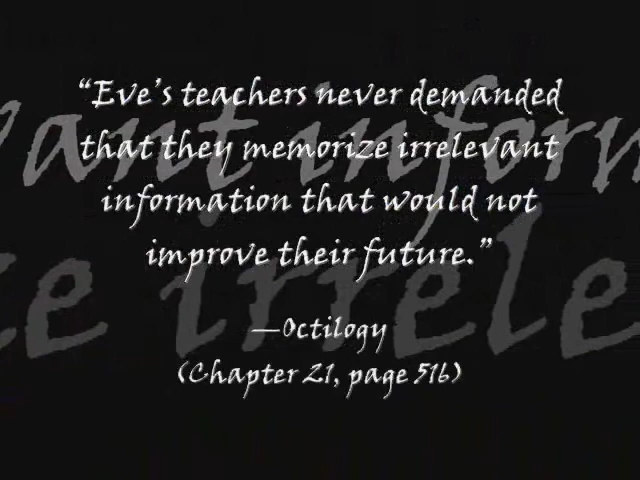 “Eve’s teachers never demanded
that they memorize irrelevant
information that would not
improve their future.”
—Octilogy
(Chapter 21, page 516)